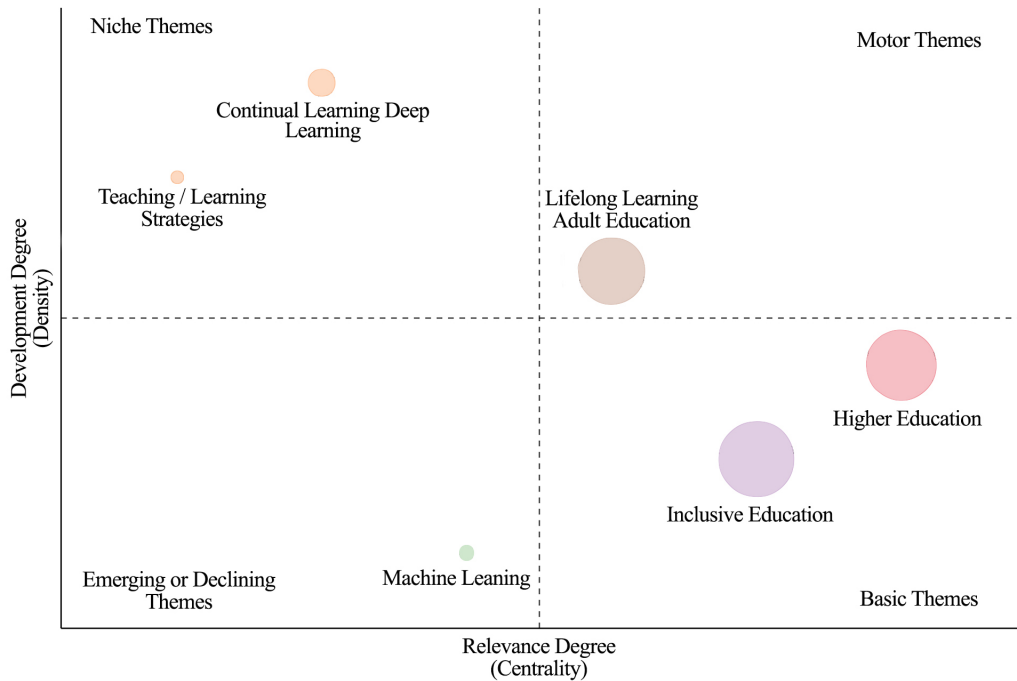 Niche Themes
Motor Themes
Continual Learning Deep
Learning
Teaching / Learning
Strategies
Lifelong Learning
Adult Education
Development Degree
(Density)
Higher Education
Inclusive Education
Machine Leaning
Emerging or Declining
Themes
Basic Themes
Relevance Degree
(Centrality)